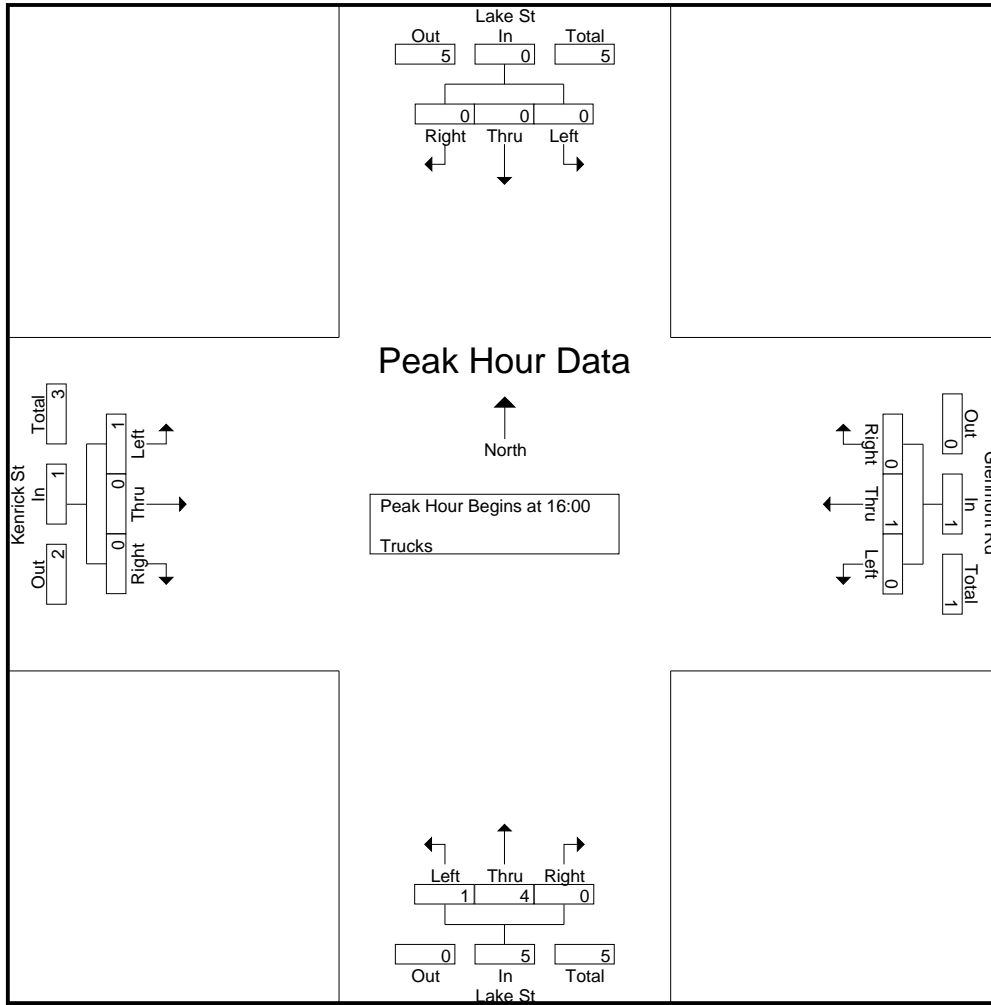 Lake St
Out In Total
5 0 5
0 0 0
Right Thru Left
Peak Hour Data
North
Peak Hour Begins at 16:00
Trucks
Kenrick St
Total In Out
3 1 2
1 0 0
Left Thru Right
Right Thru Left
0 1 0
Out In Total
0 1 1
Left Thru Right
1 4 0
0 5 5
Out In Total
Lake St